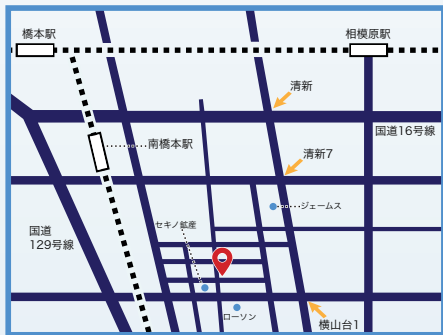 橋本駅
相模原駅
清新
国道16号線
南橋本駅
清新7
ジェームス
セキノ鉱産
国道
129号線
ローソン
横山台1